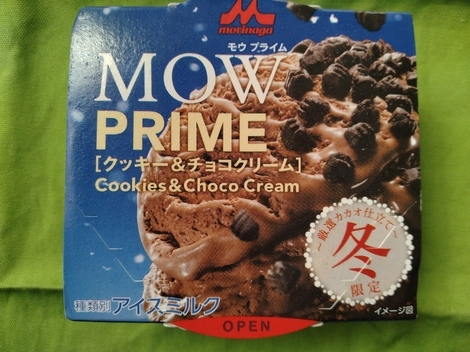 morinaga
モウ プライム
MOW
PRIME
[クッキー&チョコクリーム]
Cookies&Choco Cream
厳選カカオ仕立て
冬
限定
種類別 アイスミルク
イメージ図
OPEN